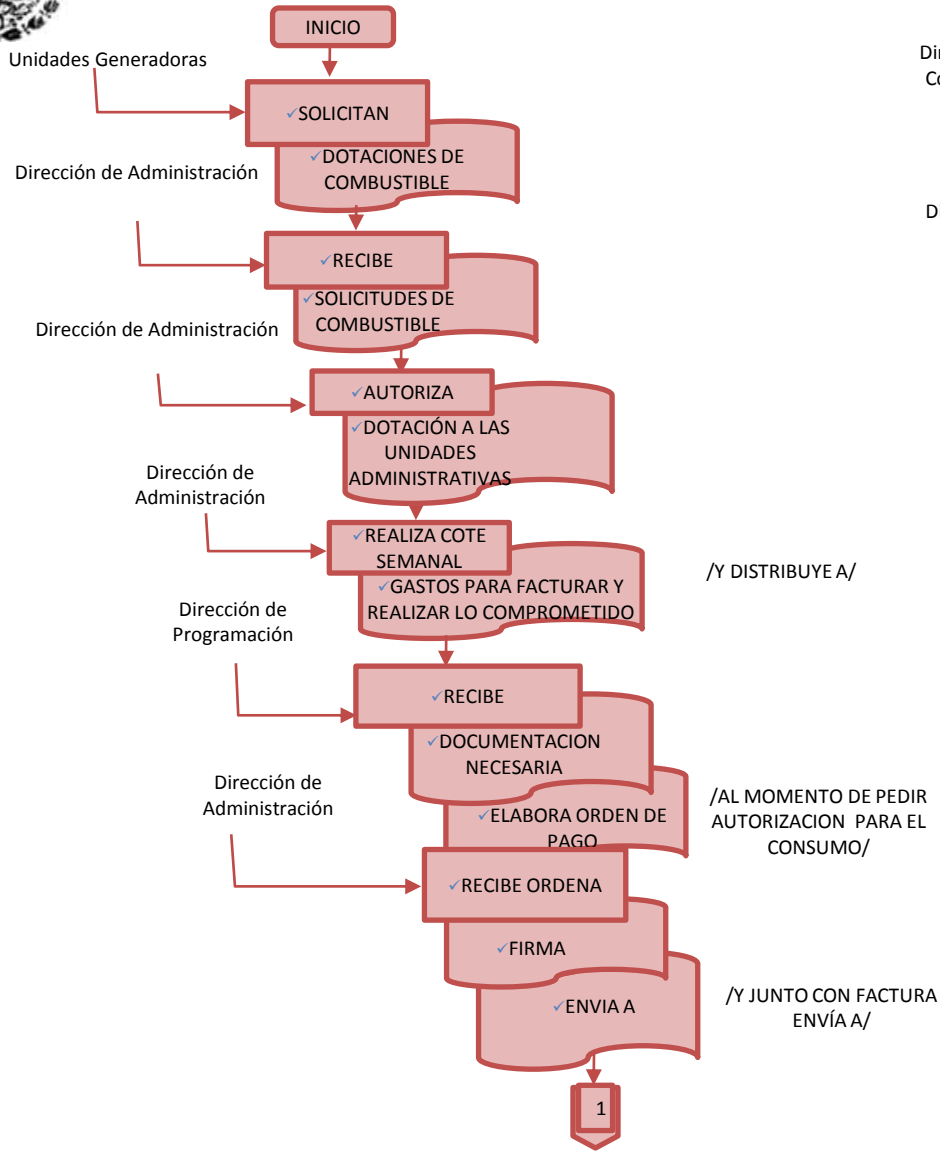 INICIO
Unidades Generadoras
✓SOLICITAN
✓DOTACIONES DE
COMBUSTIBLE
Dirección de Administración
✓RECIBE
✓SOLICITUDES DE
COMBUSTIBLE
Dirección de Administración
✓AUTORIZA
✓DOTACIÓN A LAS
UNIDADES
ADMINISTRATIVAS
Dirección de
Administración
✓REALIZA COTE
SEMANAL
✓GASTOS PARA FACTURAR Y
REALIZAR LO COMPROMETIDO
/Y DISTRIBUYE A/
Dirección de
Programación
✓RECIBE
✓DOCUMENTACION
NECESARIA
✓ELABORA ORDEN DE
PAGO
/AL MOMENTO DE PEDIR
AUTORIZACION PARA EL
CONSUMO/
Dirección de
Administración
✓RECIBE ORDENA
✓FIRMA
✓ENVIA A
/Y JUNTO CON FACTURA
ENVÍA A/
1